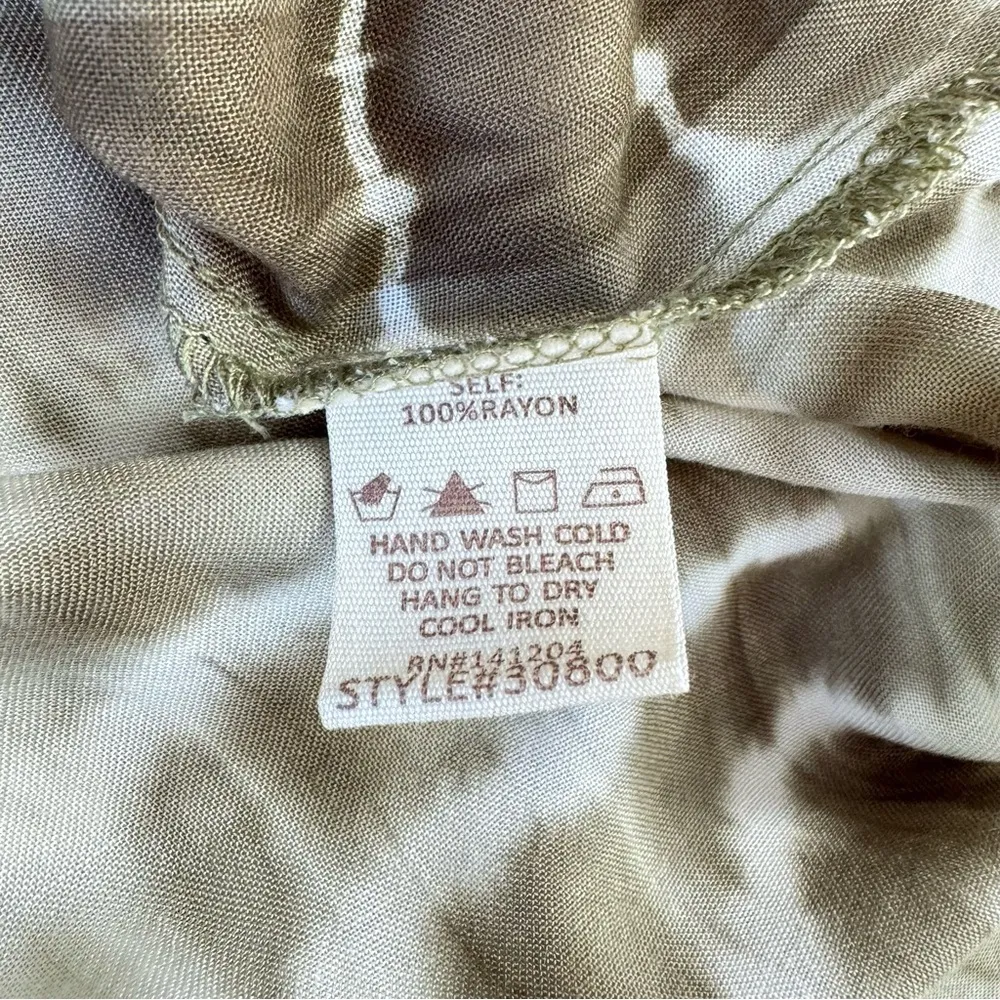 SELF:
100%RAYON
HAND WASH COLD
DO NOT BLEACH
HANG TO DRY
COOL IRON
RN#141204
STYLE#30800